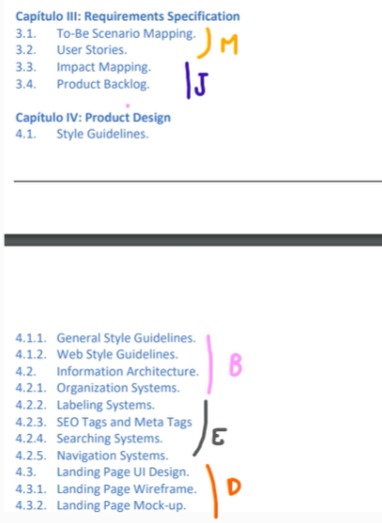 Capítulo III: Requirements Specification
3.1. To-Be Scenario Mapping.
3.2. User Stories.
M
3.3. Impact Mapping.
3.4. Product Backlog.
J
Capítulo IV: Product Design
4.1. Style Guidelines.
4.1.1. General Style Guidelines.
4.1.2. Web Style Guidelines.
4.2. Information Architecture.
B
4.2.1. Organization Systems.
4.2.2. Labeling Systems.
4.2.3. SEO Tags and Meta Tags
4.2.4. Searching Systems.
E
4.2.5. Navigation Systems.
4.3. Landing Page UI Design.
4.3.1. Landing Page Wireframe.
D
4.3.2. Landing Page Mock-up.